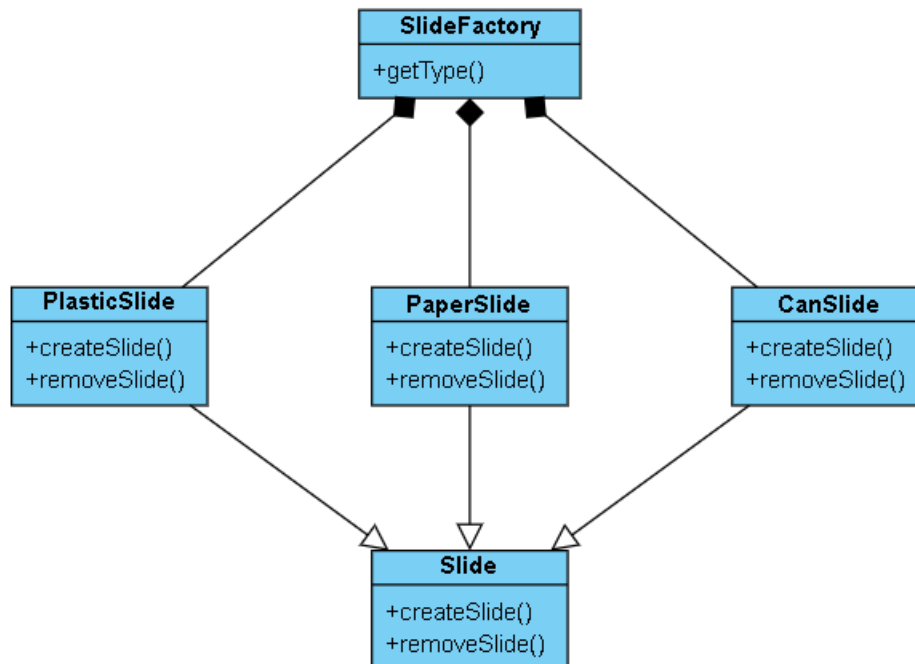 SlideFactory
+getType()
PlasticSlide
+createSlide()
+removeSlide()
PaperSlide
+createSlide()
+removeSlide()
CanSlide
+createSlide()
+removeSlide()
Slide
+createSlide()
+removeSlide()